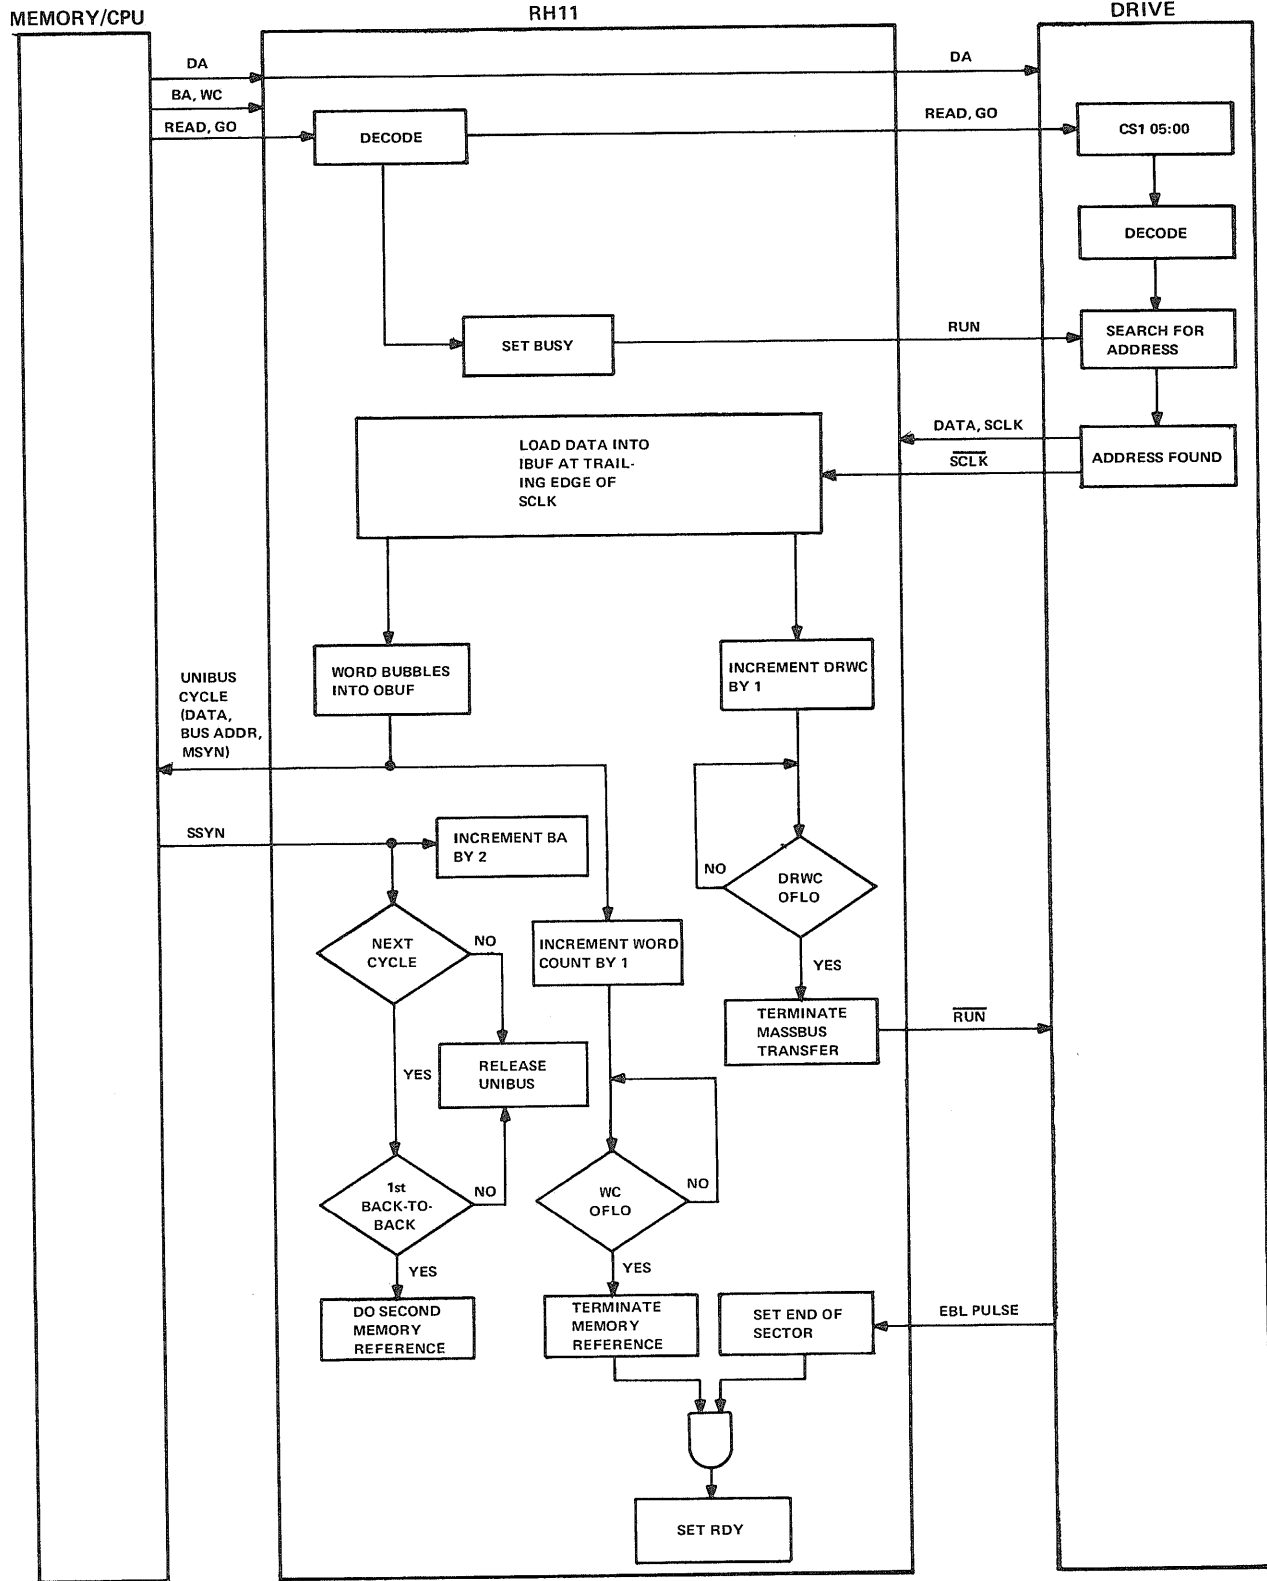 MEMORY/CPU
RH11
DRIVE
DA
DA
BA, WC
READ, GO
DECODE
READ, GO
CS1 05:00
DECODE
SET BUSY
RUN
SEARCH FOR
ADDRESS
LOAD DATA INTO
IBUF AT TRAIL-
ING EDGE OF
SCLK
DATA, SCLK
SCLK
ADDRESS FOUND
WORD BUBBLES
INTO OBUF
INCREMENT DRWC
BY 1
UNIBUS
CYCLE
(DATA,
BUS ADDR,
MSYN)
SSYN
INCREMENT BA
BY 2
NO
DRWC
OFLO
YES
NEXT
CYCLE
NO
INCREMENT WORD
COUNT BY 1
TERMINATE
MASSBUS
TRANSFER
RUN
YES
RELEASE
UNIBUS
1st
BACK-TO-
BACK
NO
WC
OFLO
NO
YES
YES
DO SECOND
MEMORY
REFERENCE
TERMINATE
MEMORY
REFERENCE
SET END OF
SECTOR
EBL PULSE
SET RDY